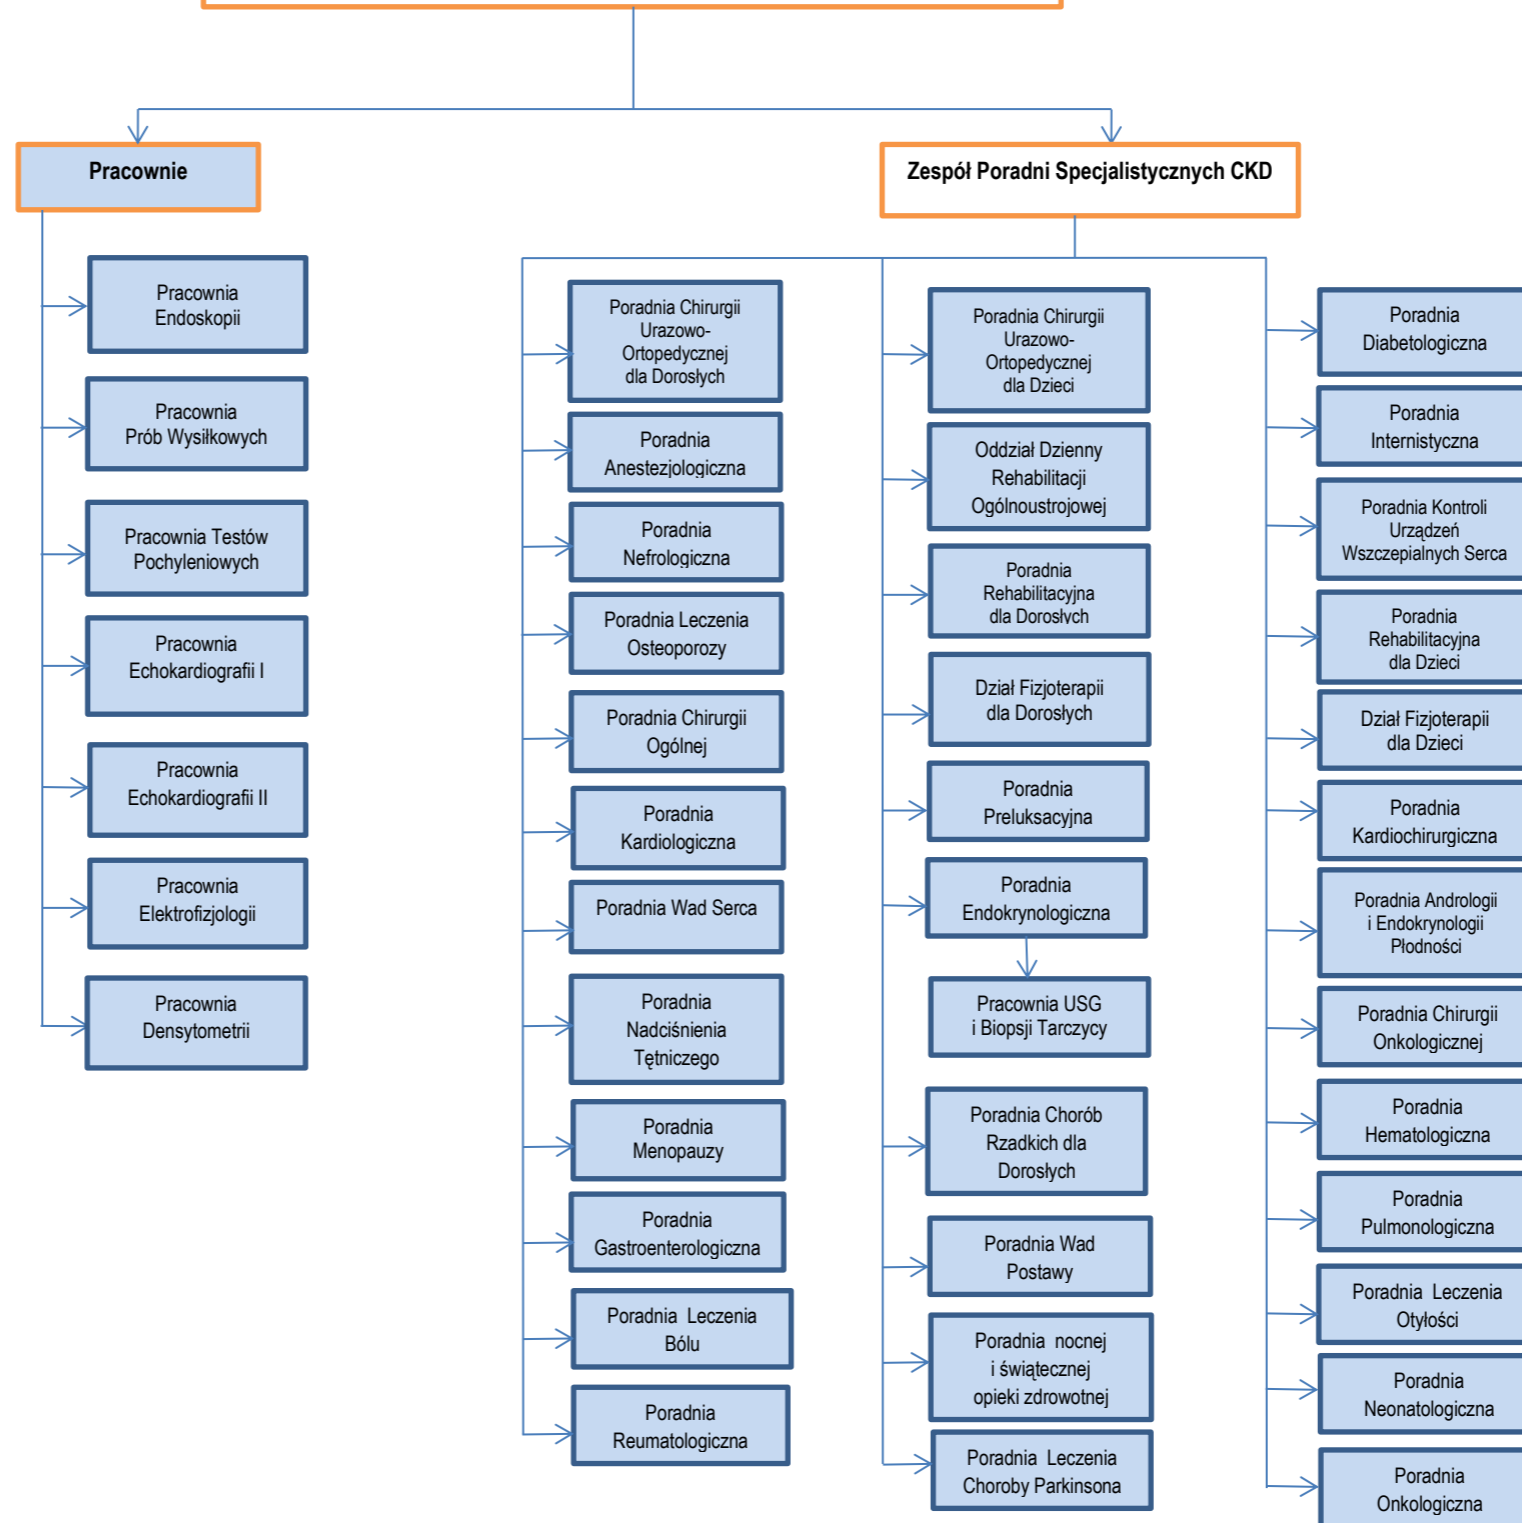 Pracownie
Zespół Poradni Specjalistycznych CKD
Pracownia
Endoskopii
Pracownia
Prób Wysiłkowych
Pracownia Testów
Pochyleniowych
Pracownia
Echokardiografii I
Pracownia
Echokardiografii II
Pracownia
Elektrofizjologii
Pracownia
Densytometrii
Poradnia Chirurgii
Urazowo-
Ortopedycznej
dla Dorosłych
Poradnia
Anestezjologiczna
Poradnia
Nefrologiczna
Poradnia Leczenia
Osteoporozy
Poradnia Chirurgii
Ogólnej
Poradnia
Kardiologiczna
Poradnia Wad Serca
Poradnia
Nadciśnienia
Tętniczego
Poradnia
Menopauzy
Poradnia
Gastroenterologiczna
Poradnia Leczenia
Bólu
Poradnia
Reumatologiczna
Poradnia Chirurgii
Urazowo-
Ortopedycznej
dla Dzieci
Oddział Dzienny
Rehabilitacji
Ogólnoustrojowej
Poradnia
Rehabilitacyjna
dla Dorosłych
Dział Fizjoterapii
dla Dorosłych
Poradnia
Preluksacyjna
Poradnia
Endokrynologiczna
Pracownia USG
i Biopsji Tarczycy
Poradnia Chorób
Rzadkich dla
Dorosłych
Poradnia Wad
Postawy
Poradnia nocnej
i świątecznej
opieki zdrowotnej
Poradnia Leczenia
Choroby Parkinsona
Poradnia
Diabetologiczna
Poradnia
Internistyczna
Poradnia Kontroli
Urządzeń
Wszczepialnych Serca
Poradnia
Rehabilitacyjna
dla Dzieci
Dział Fizjoterapii
dla Dzieci
Poradnia
Kardiochirurgiczna
Poradnia Andrologii
i Endokrynologii
Płodności
Poradnia Chirurgii
Onkologicznej
Poradnia
Hematologiczna
Poradnia
Pulmonologiczna
Poradnia Leczenia
Otyłości
Poradnia
Neonatologiczna
Poradnia
Onkologiczna